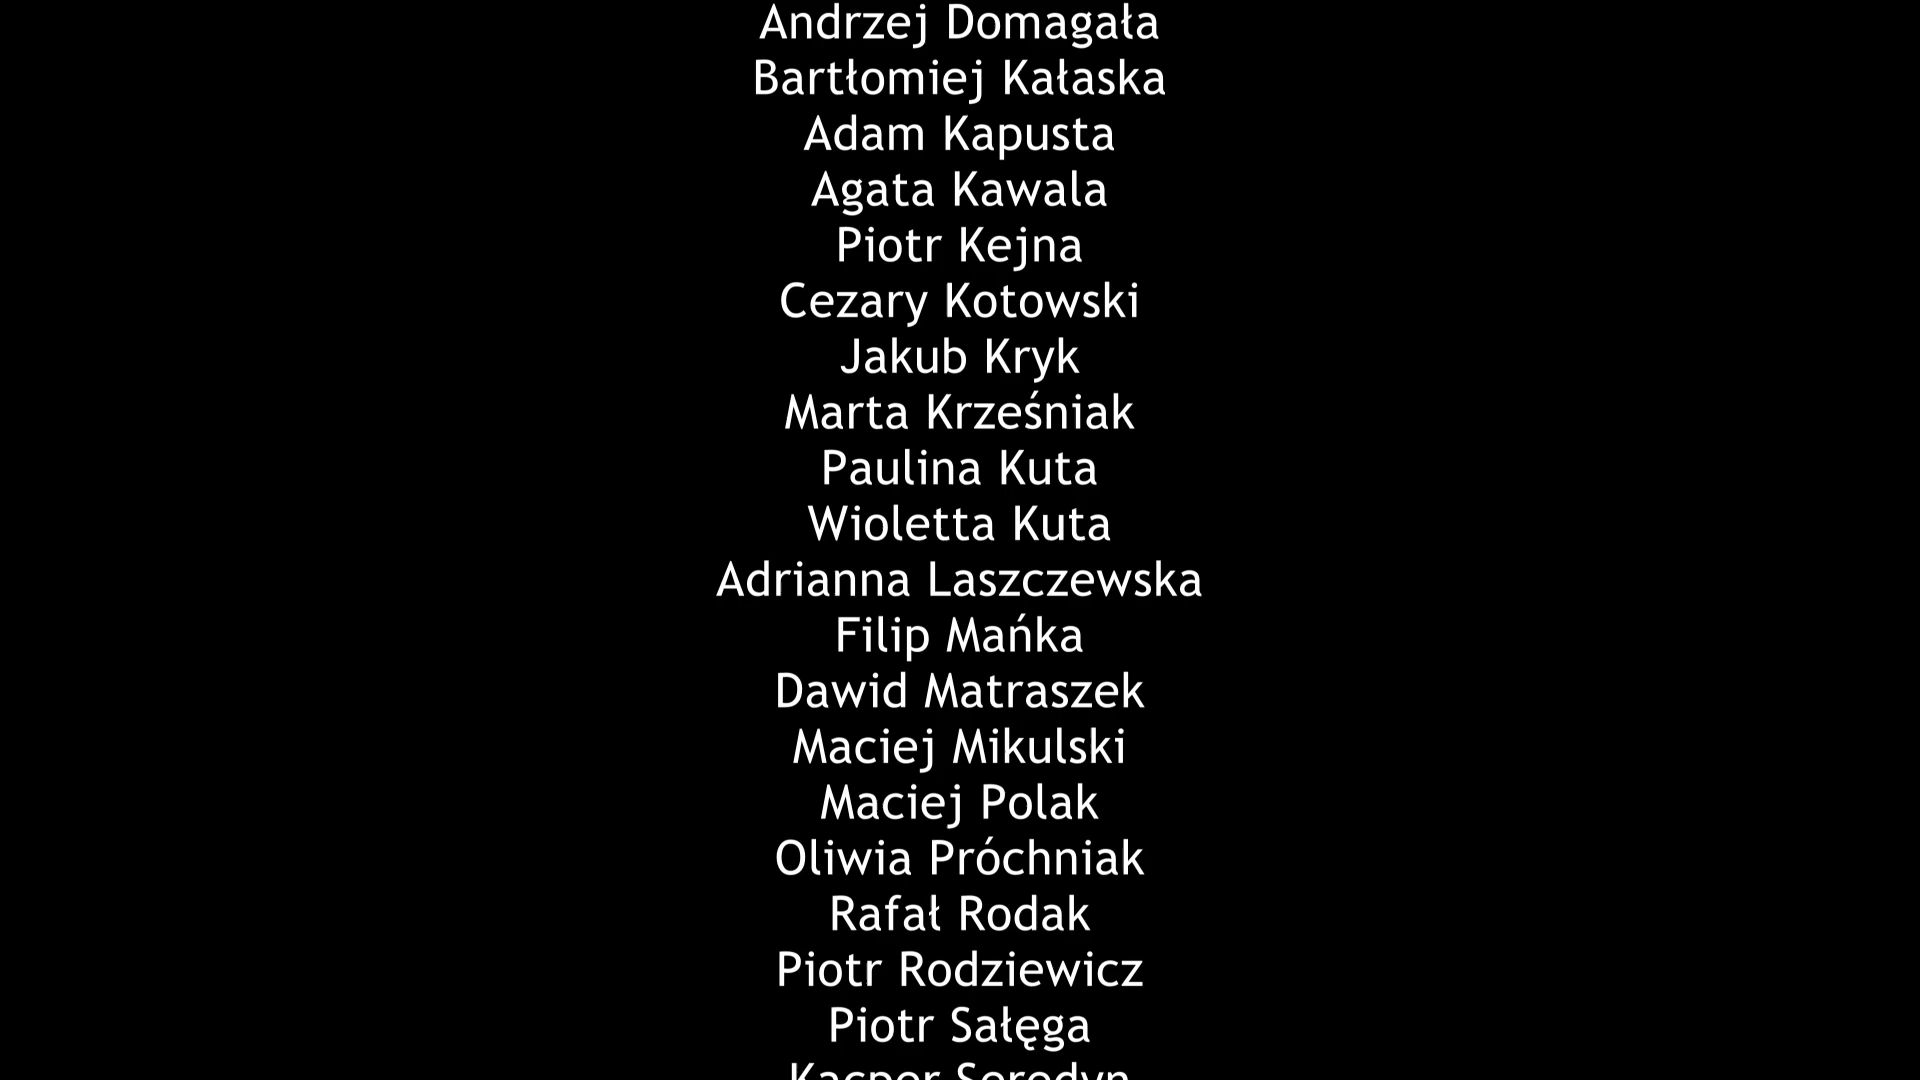 Andrzej Domagała
Bartłomiej Kałaska
Adam Kapusta
Agata Kawala
Piotr Kejna
Cezary Kotowski
Jakub Kryk
Marta Krześniak
Paulina Kuta
Wioletta Kuta
Adrianna Laszczewska
Filip Mańka
Dawid Matraszek
Maciej Mikulski
Maciej Polak
Oliwia Próchniak
Rafał Rodak
Piotr Rodziewicz
Piotr Sałęga
Kacper